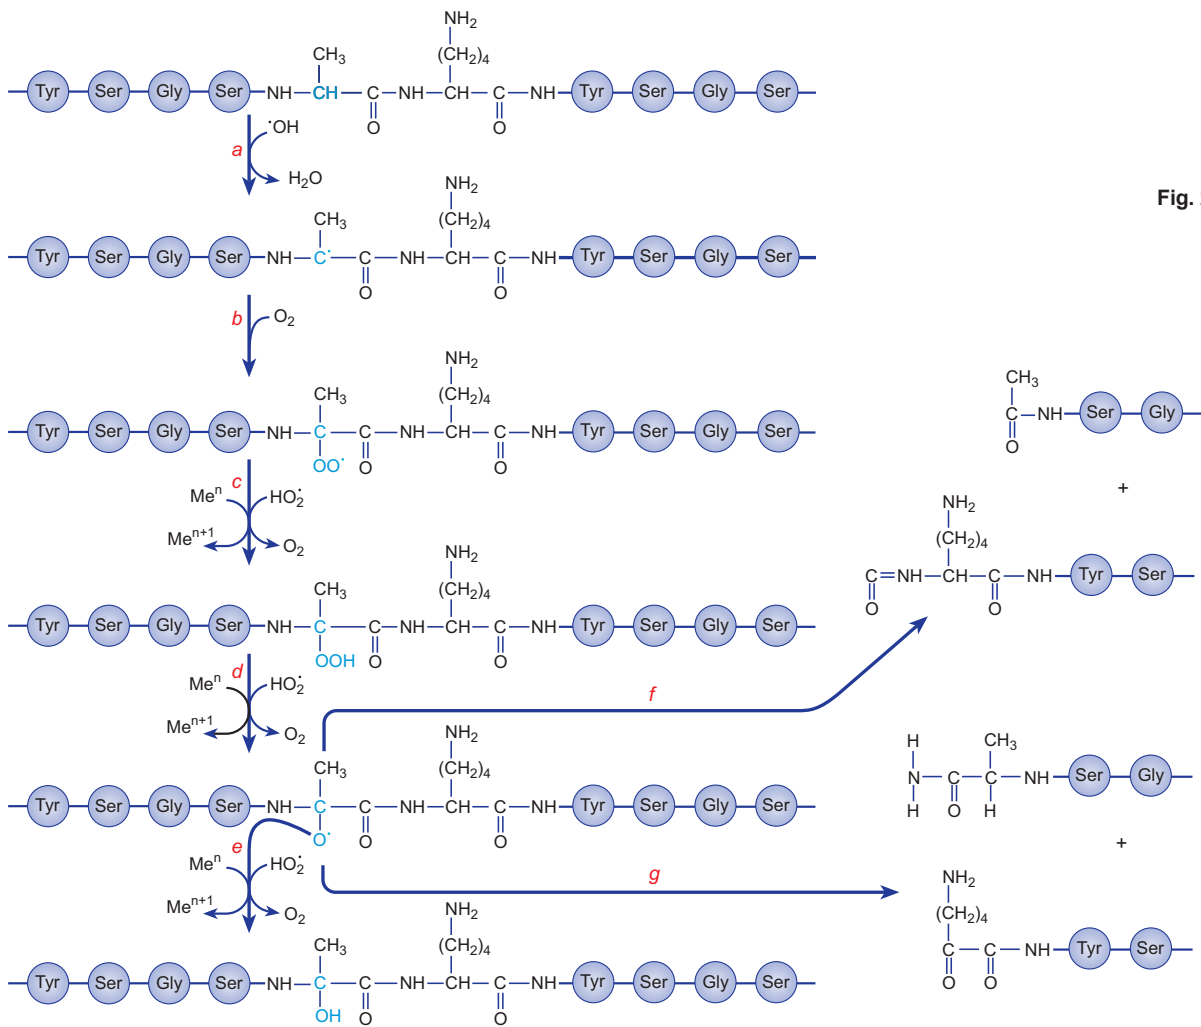 NH2
CH3 (CH2)4
Tyr Ser Gly Ser NH CH C NH CH C NH Tyr Ser Gly Ser
O O
·OH
a
H2O
NH2
CH3 (CH2)4
Tyr Ser Gly Ser NH C· C NH CH C NH Tyr Ser Gly Ser
O O
b O2
NH2
CH3 (CH2)4
Tyr Ser Gly Ser NH C C NH CH C NH Tyr Ser Gly Ser
OO· O O
c
Meⁿ HO2·
Meⁿ⁺¹ O2
NH2
CH3 (CH2)4
Tyr Ser Gly Ser NH C C NH CH C NH Tyr Ser Gly Ser
OOH O O
d
Meⁿ HO2·
Meⁿ⁺¹ O2
NH2
CH3 (CH2)4
Tyr Ser Gly Ser NH C C NH CH C NH Tyr Ser Gly Ser
O· O O
e
Meⁿ HO2·
Meⁿ⁺¹ O2
NH2
CH3 (CH2)4
Tyr Ser Gly Ser NH C C NH CH C NH Tyr Ser Gly Ser
OH O O
f
g
Fig.
CH3
C NH Ser Gly
O
+
NH2
(CH2)4
C=NH CH C NH Tyr Ser
O O
H CH3
N C C NH Ser Gly
H O H
+
NH2
(CH2)4
C C NH Tyr Ser
O O